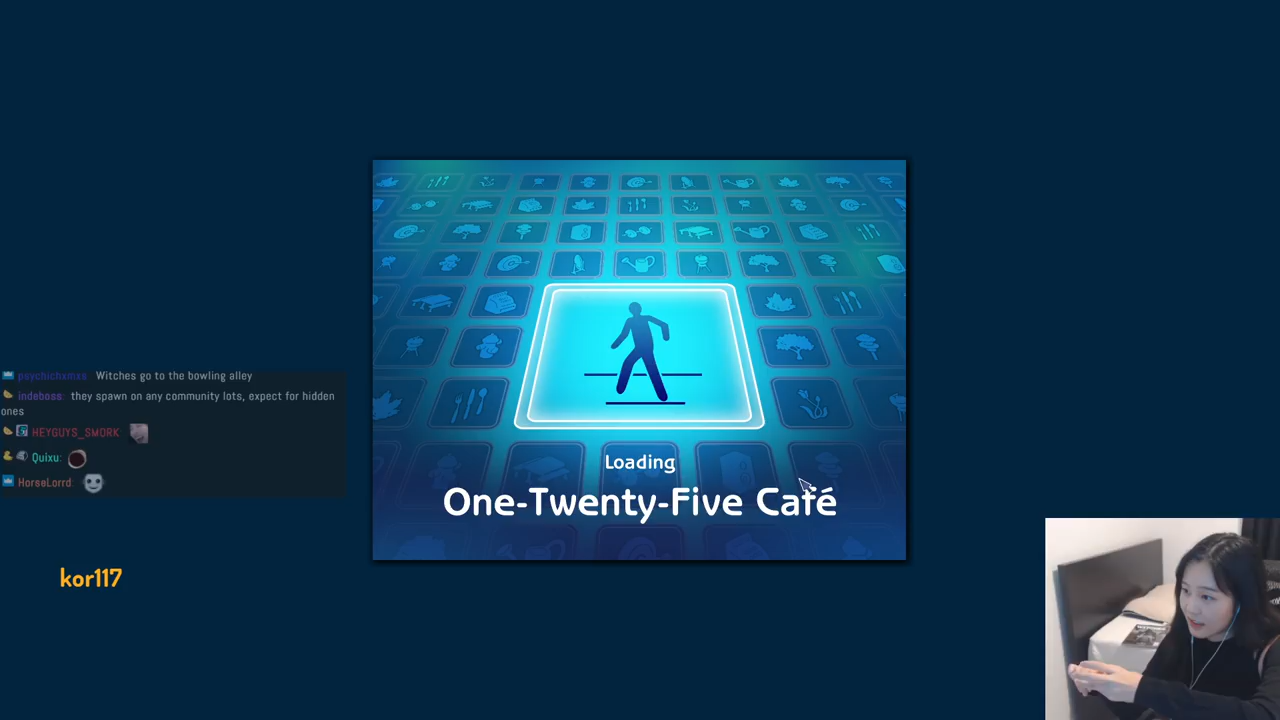 psychichxmss Witches go to the bowling alley
indeboss: they spawn on any community lots, expect for hidden
ones
HEYGUYS_SMORK:
Quixu:
HorseLorrd:
Loading
One-Twenty-Five Café
kor117